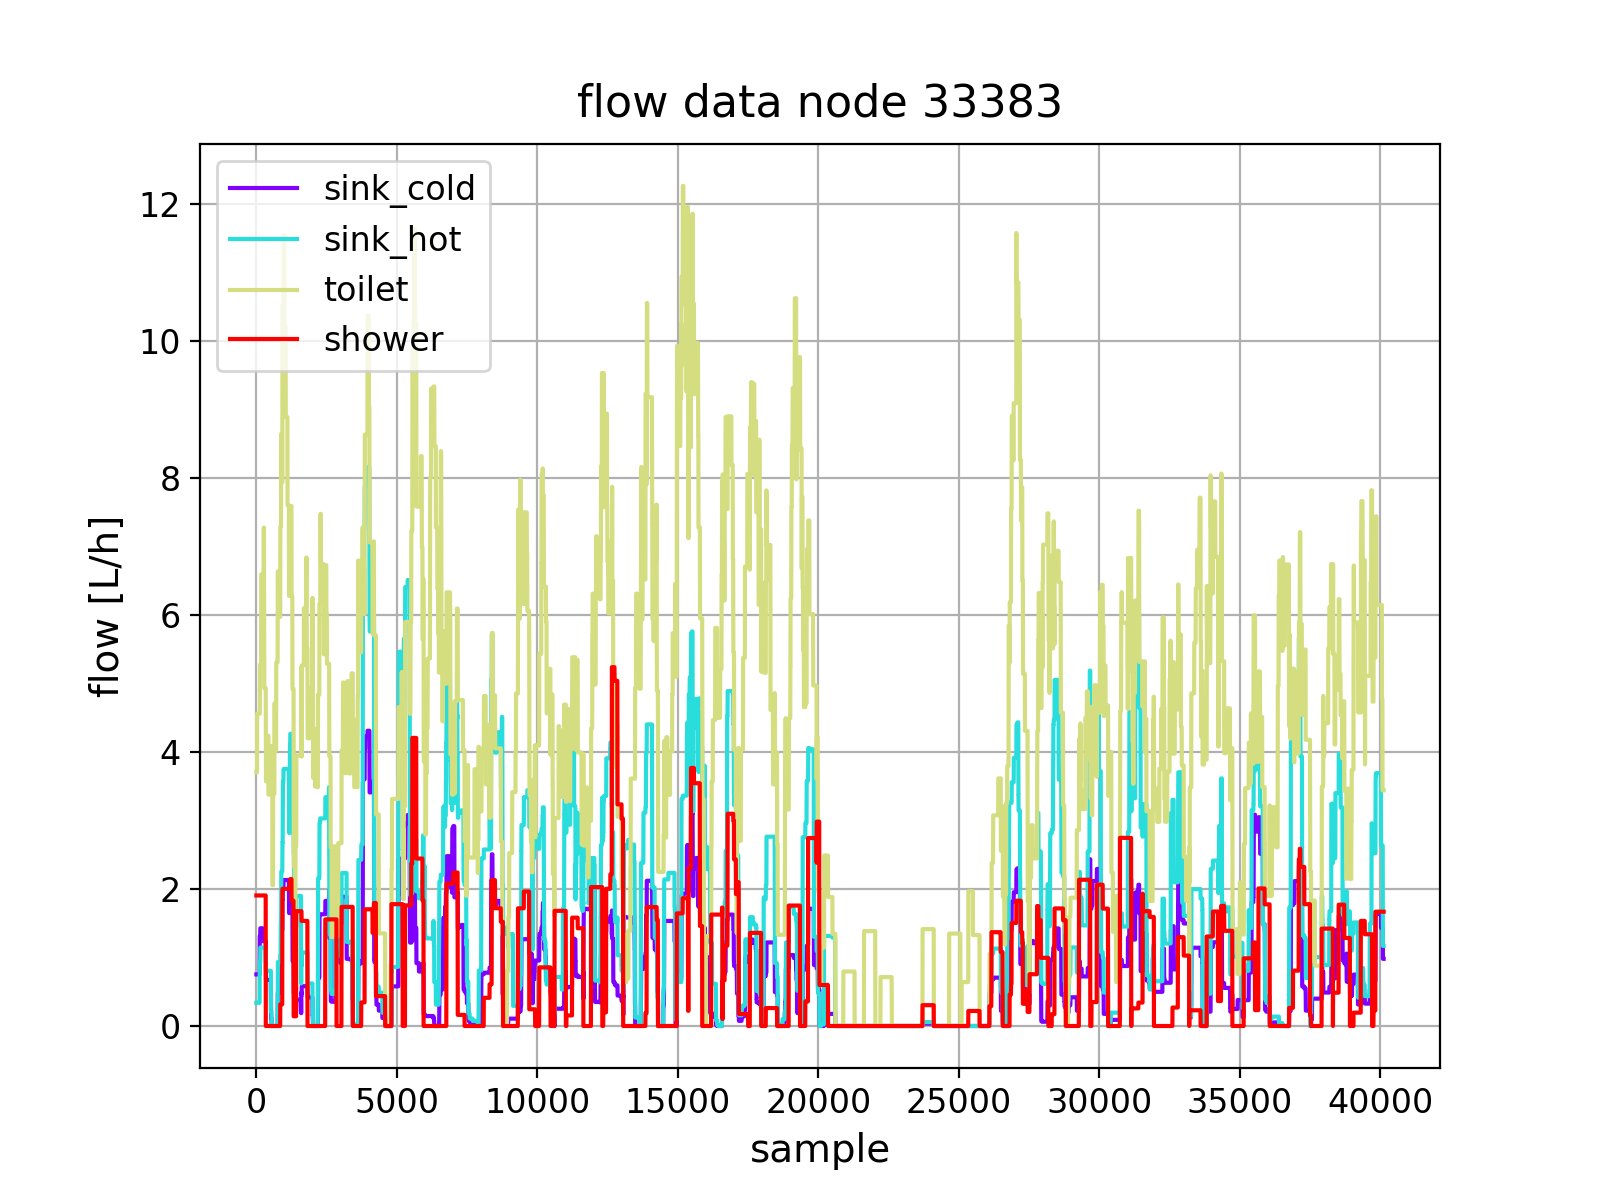 flow data node 33383
sink_cold
sink_hot
toilet
shower
12
10
8
6
4
2
0
flow [L/h]
0 5000 10000 15000 20000 25000 30000 35000 40000
sample